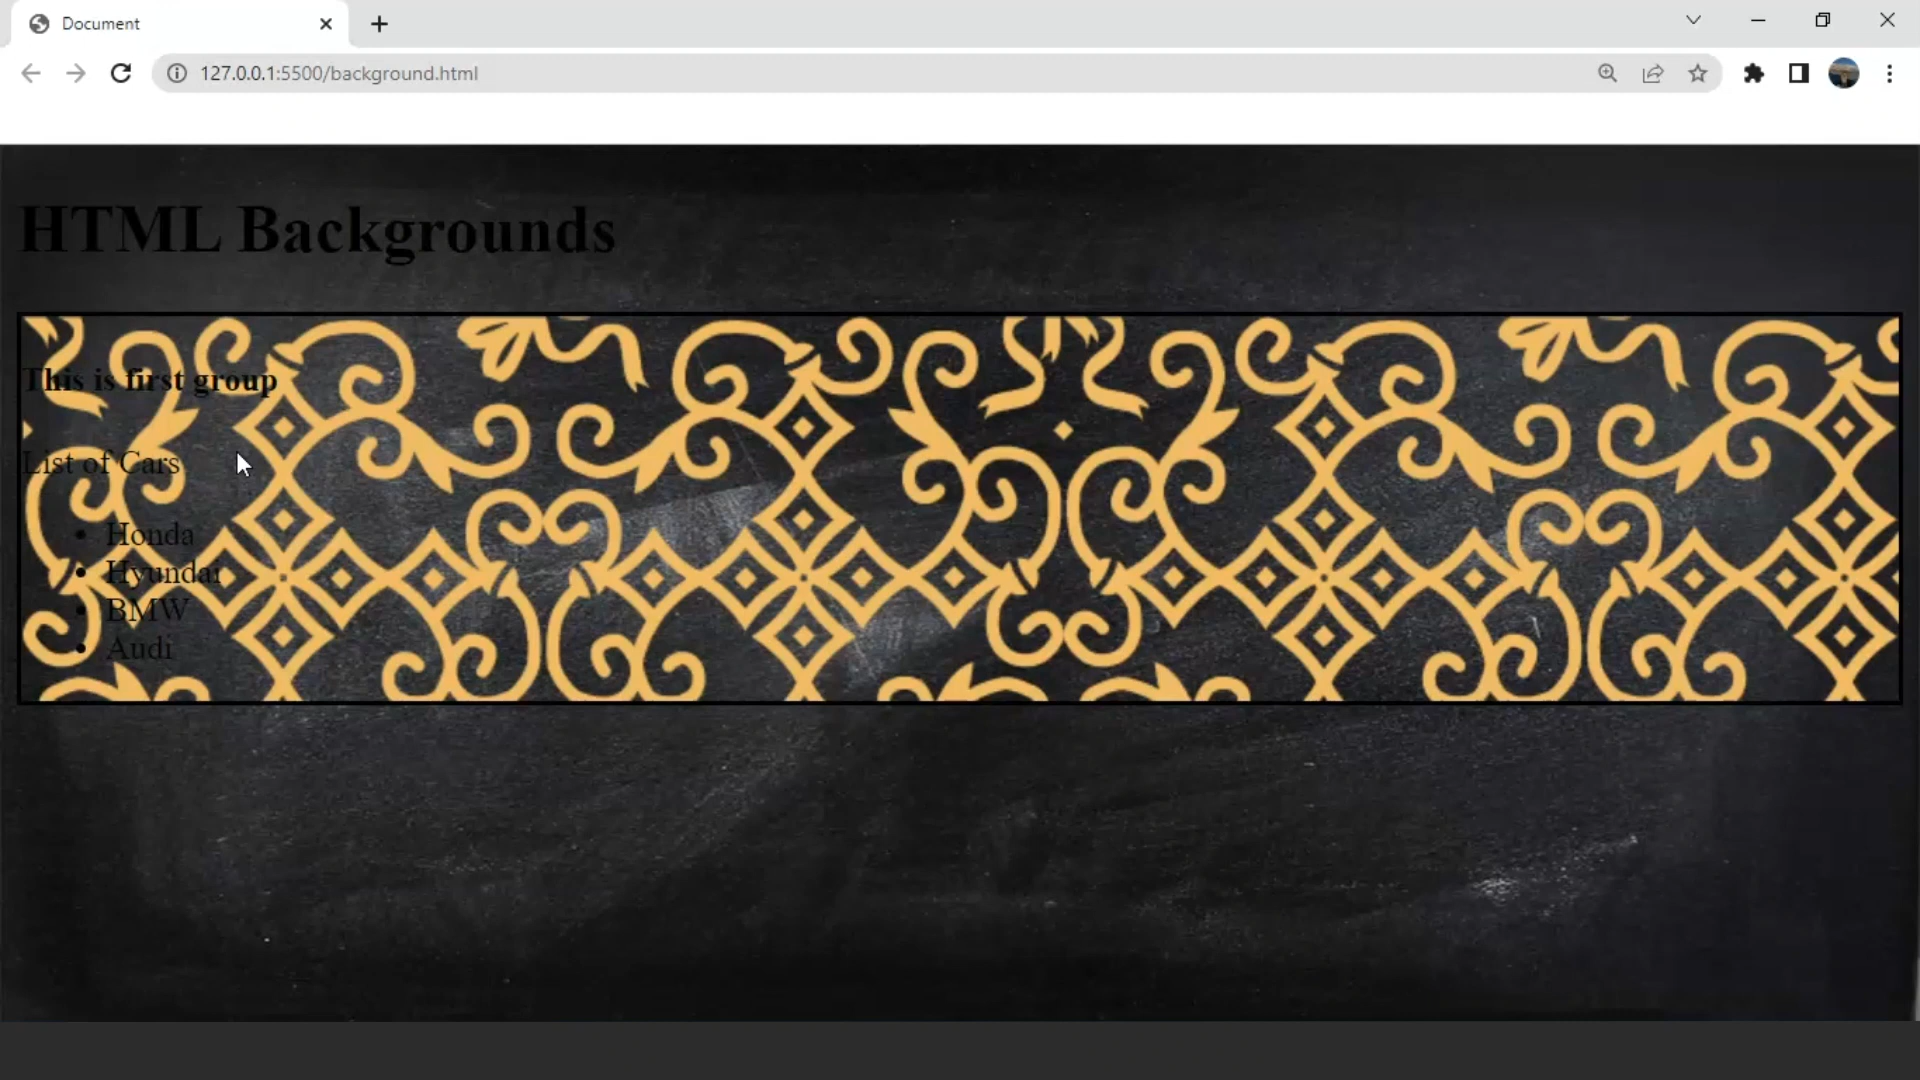 Document
127.0.0.1:5500/background.html
HTML Backgrounds
This is first group
List of Cars
Honda
Hyundai
BMW
Audi